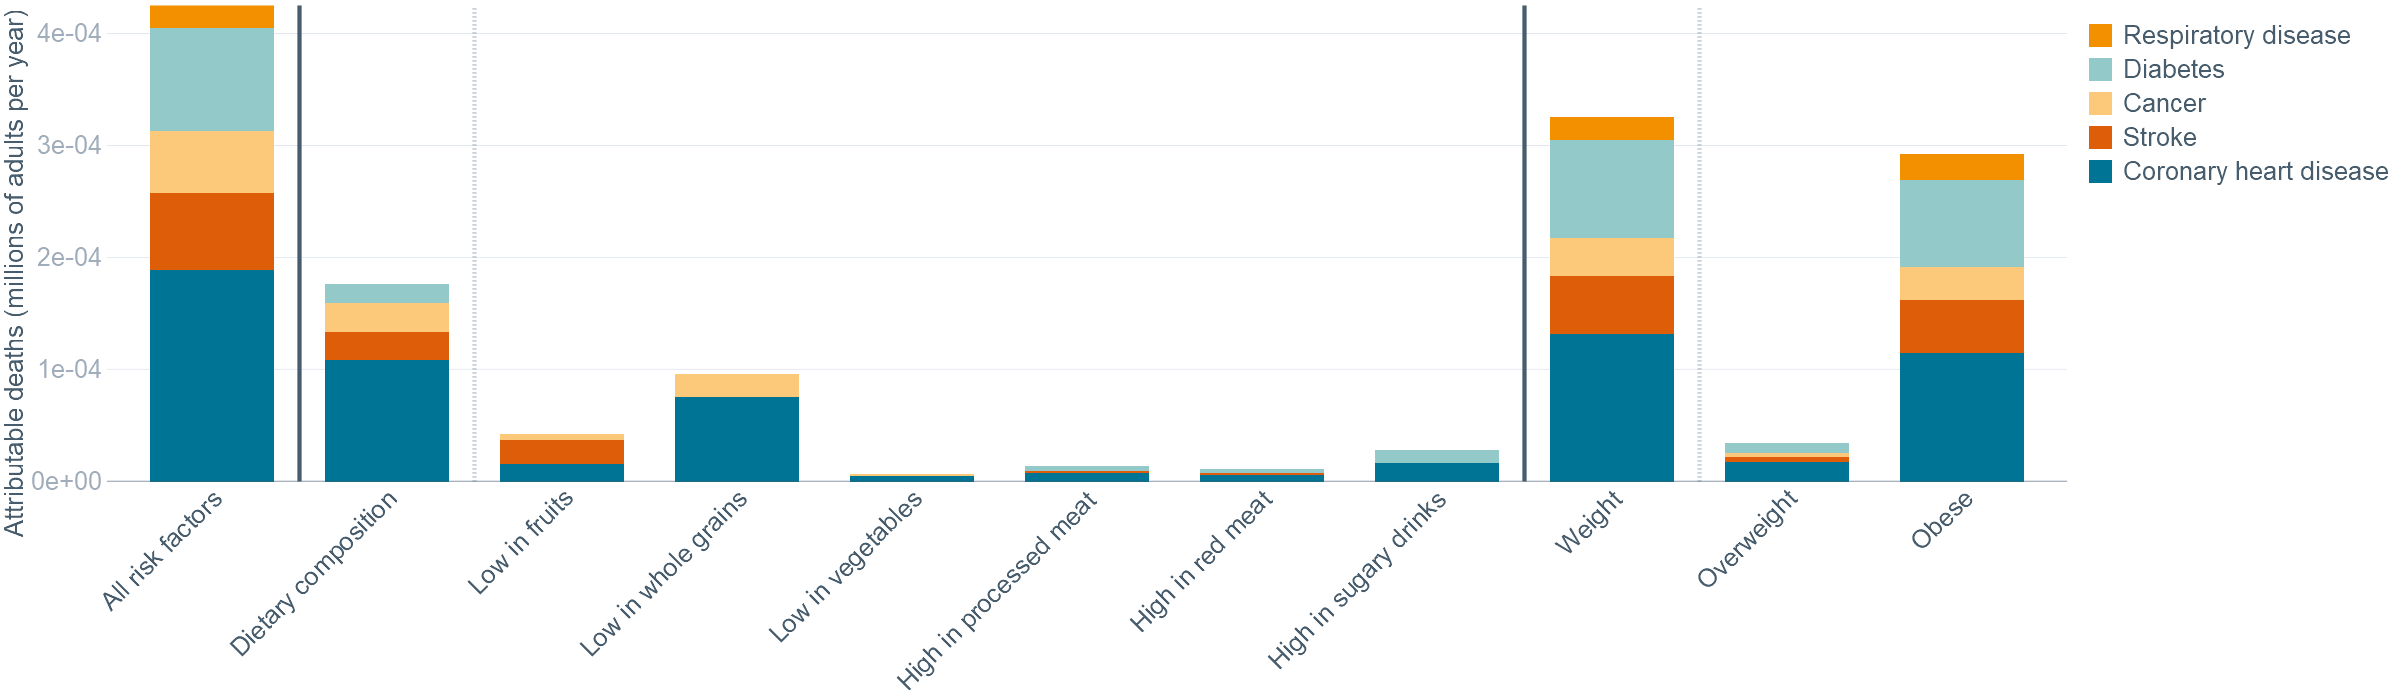 Attributable deaths (millions of adults per year)
4e-04
3e-04
2e-04
1e-04
0e+00
All risk factors
Dietary composition
Low in fruits
Low in whole grains
Low in vegetables
High in processed meat
High in red meat
High in sugary drinks
Weight
Overweight
Obese
Respiratory disease
Diabetes
Cancer
Stroke
Coronary heart disease